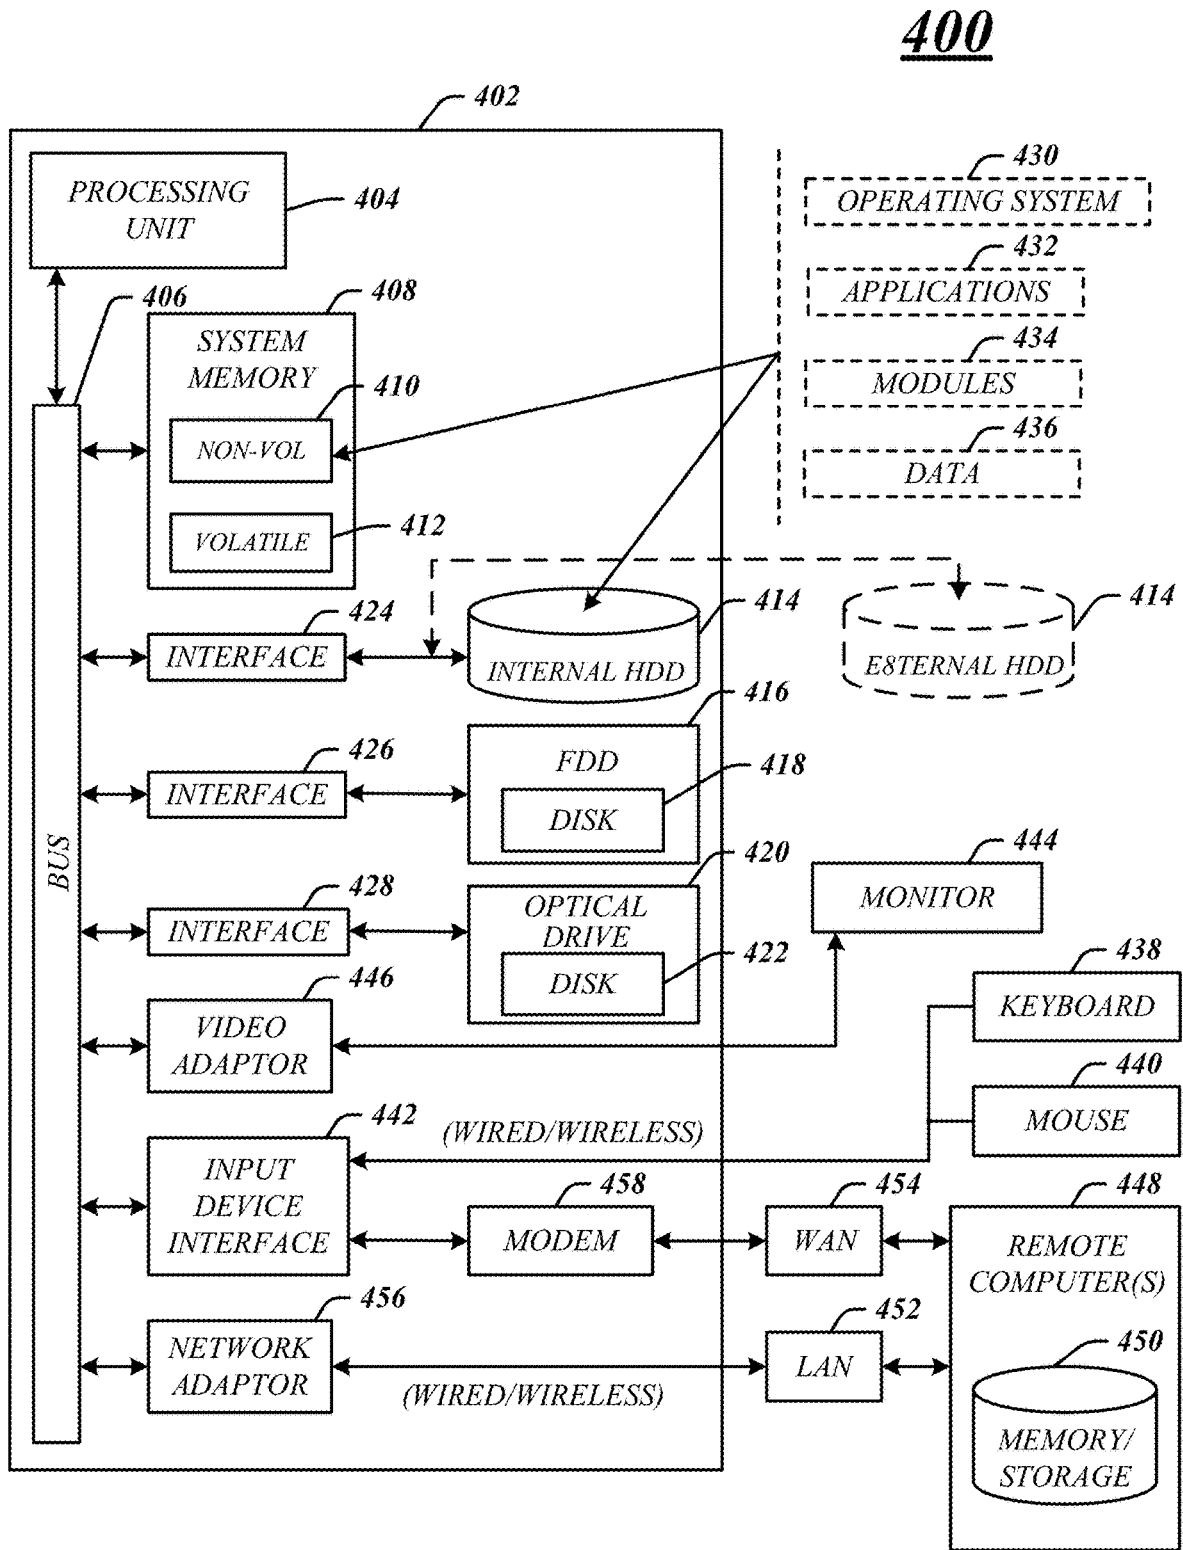 400
402
PROCESSING
UNIT
404
406
408
SYSTEM
MEMORY
410
NON-VOL
VOLATILE
412
430
OPERATING SYSTEM
432
APPLICATIONS
434
MODULES
436
DATA
424
INTERFACE
INTERNAL HDD
414
E8TERNAL HDD
414
426
INTERFACE
416
FDD
418
DISK
BUS
428
INTERFACE
420
OPTICAL
DRIVE
422
DISK
444
MONITOR
446
VIDEO
ADAPTOR
438
KEYBOARD
440
MOUSE
442
INPUT
DEVICE
INTERFACE
(WIRED/WIRELESS)
458
MODEM
454
WAN
448
REMOTE
COMPUTER(S)
456
NETWORK
ADAPTOR
(WIRED/WIRELESS)
452
LAN
450
MEMORY/
STORAGE